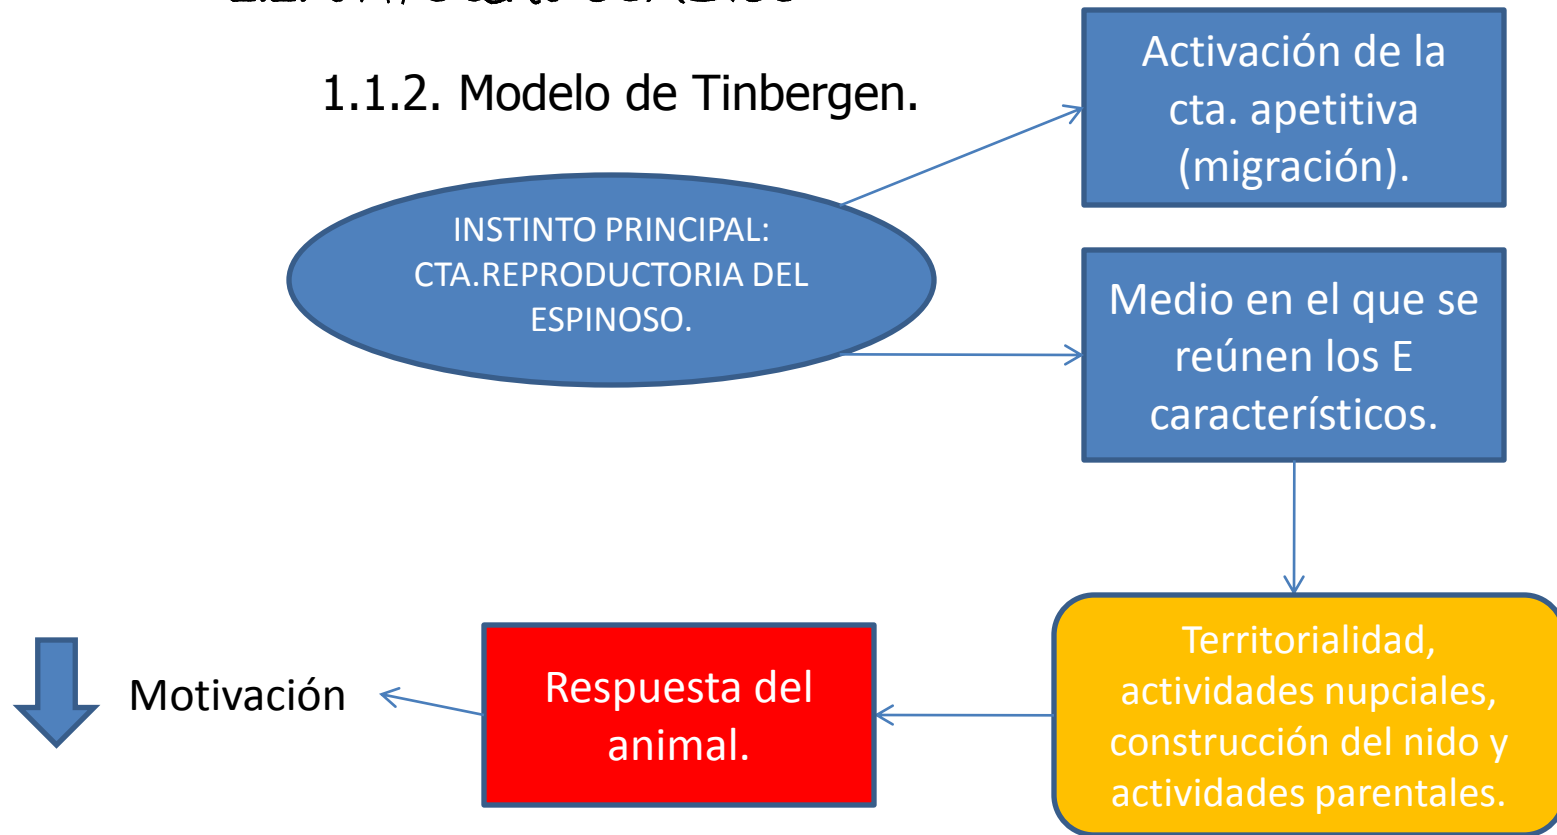 1.1.2. Modelo de Tinbergen.
Activación de la
cta. apetitiva
(migración).
INSTINTO PRINCIPAL:
CTA.REPRODUCTORIA DEL
ESPINOSO.
Medio en el que se
reúnen los E
característicos.
Territorialidad,
actividades nupciales,
construcción del nido y
actividades parentales.
Respuesta del
animal.
Motivación